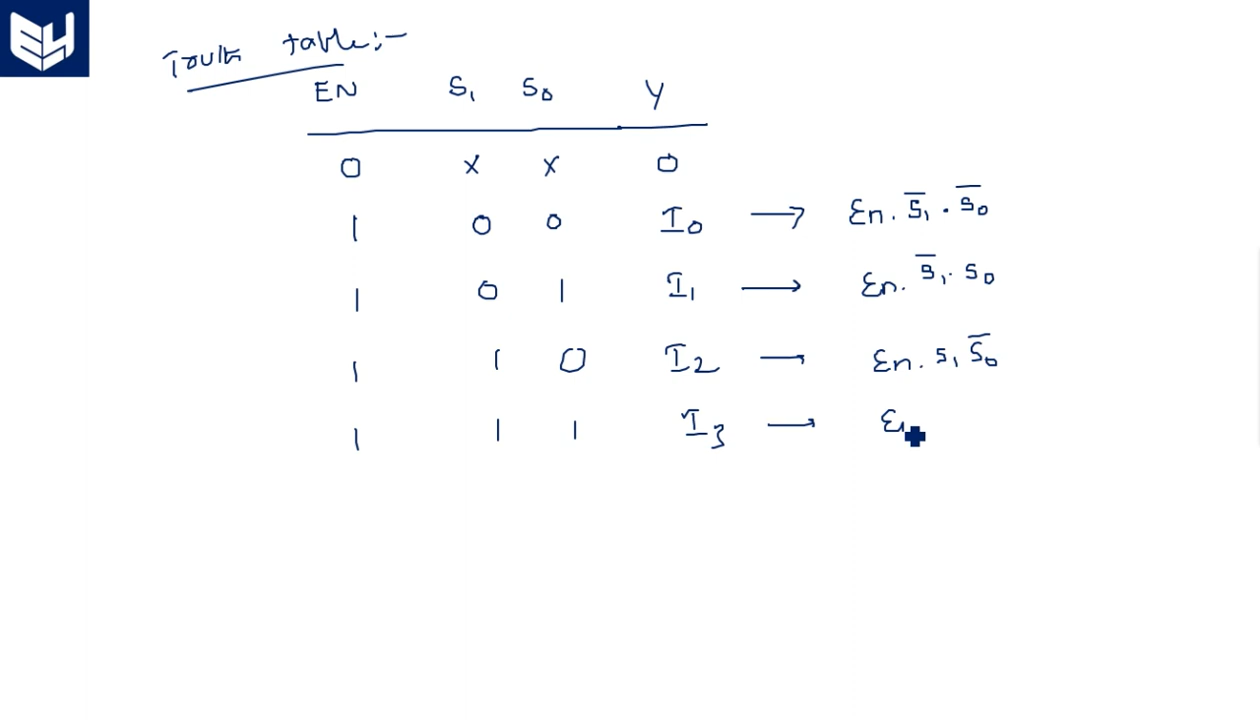 Truth table:-
EN S₁ S₀ Y
0 X X 0
1 0 0 I₀ → En. S̅₁ . S̅₀
1 0 1 I₁ → En. S̅₁. S₀
1 1 0 I₂ → En. S₁ S̅₀
1 1 1 I₃ → En